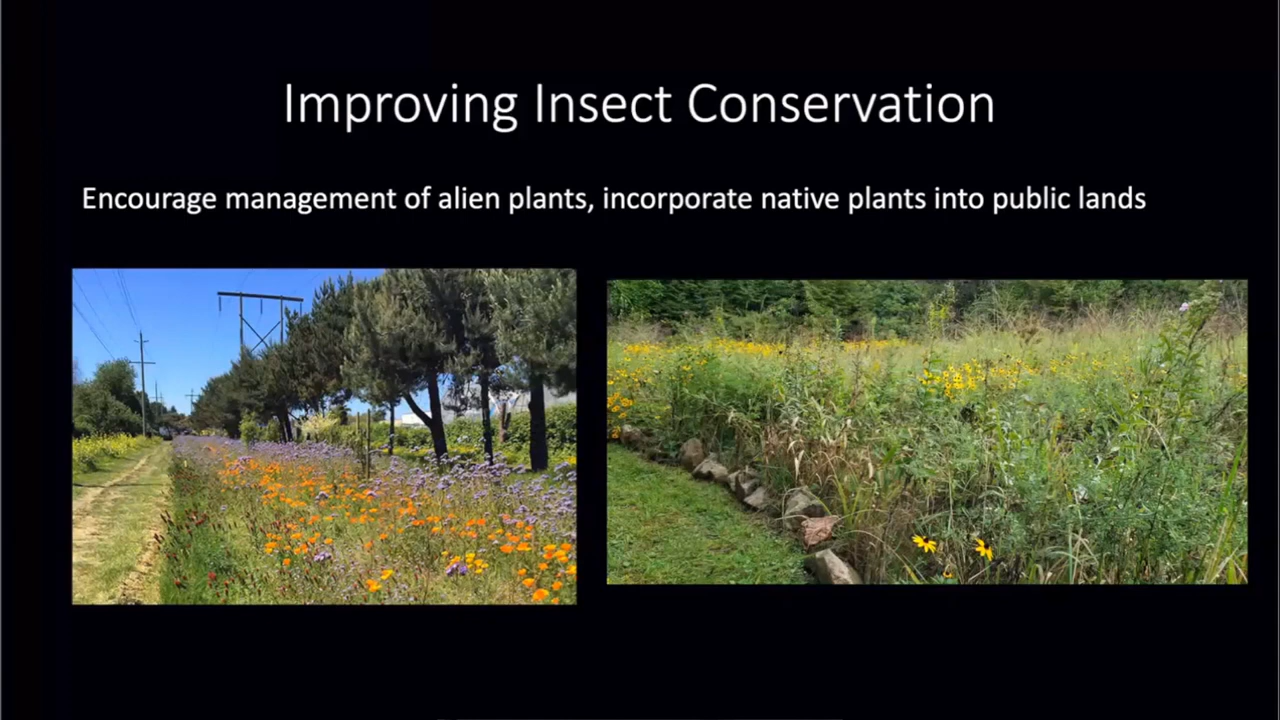 Improving Insect Conservation
Encourage management of alien plants, incorporate native plants into public lands